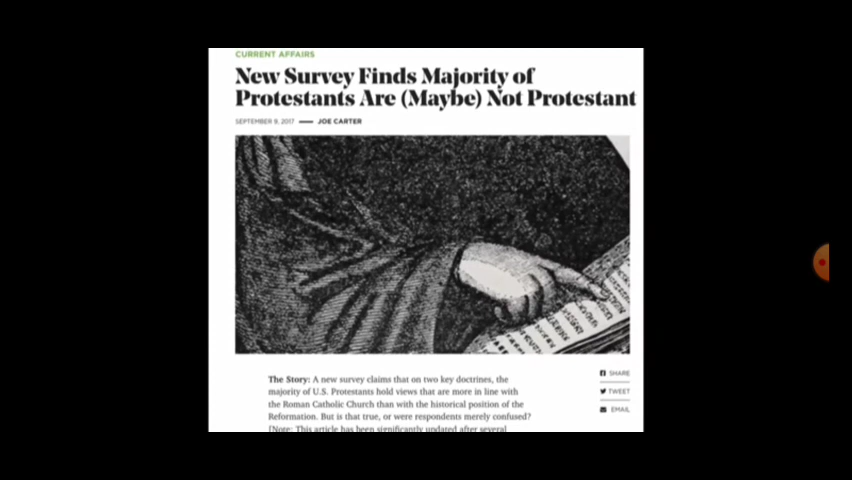 CURRENT AFFAIRS
New Survey Finds Majority of
Protestants Are (Maybe) Not Protestant
SEPTEMBER 9, 2017 — JOE CARTER
The Story: A new survey claims that on two key doctrines, the
majority of U.S. Protestants hold views that are more in line with
the Roman Catholic Church than with the historical position of the
Reformation. But is that true, or were respondents merely confused?
[Note: This article has been significantly updated after several
SHARE
TWEET
EMAIL